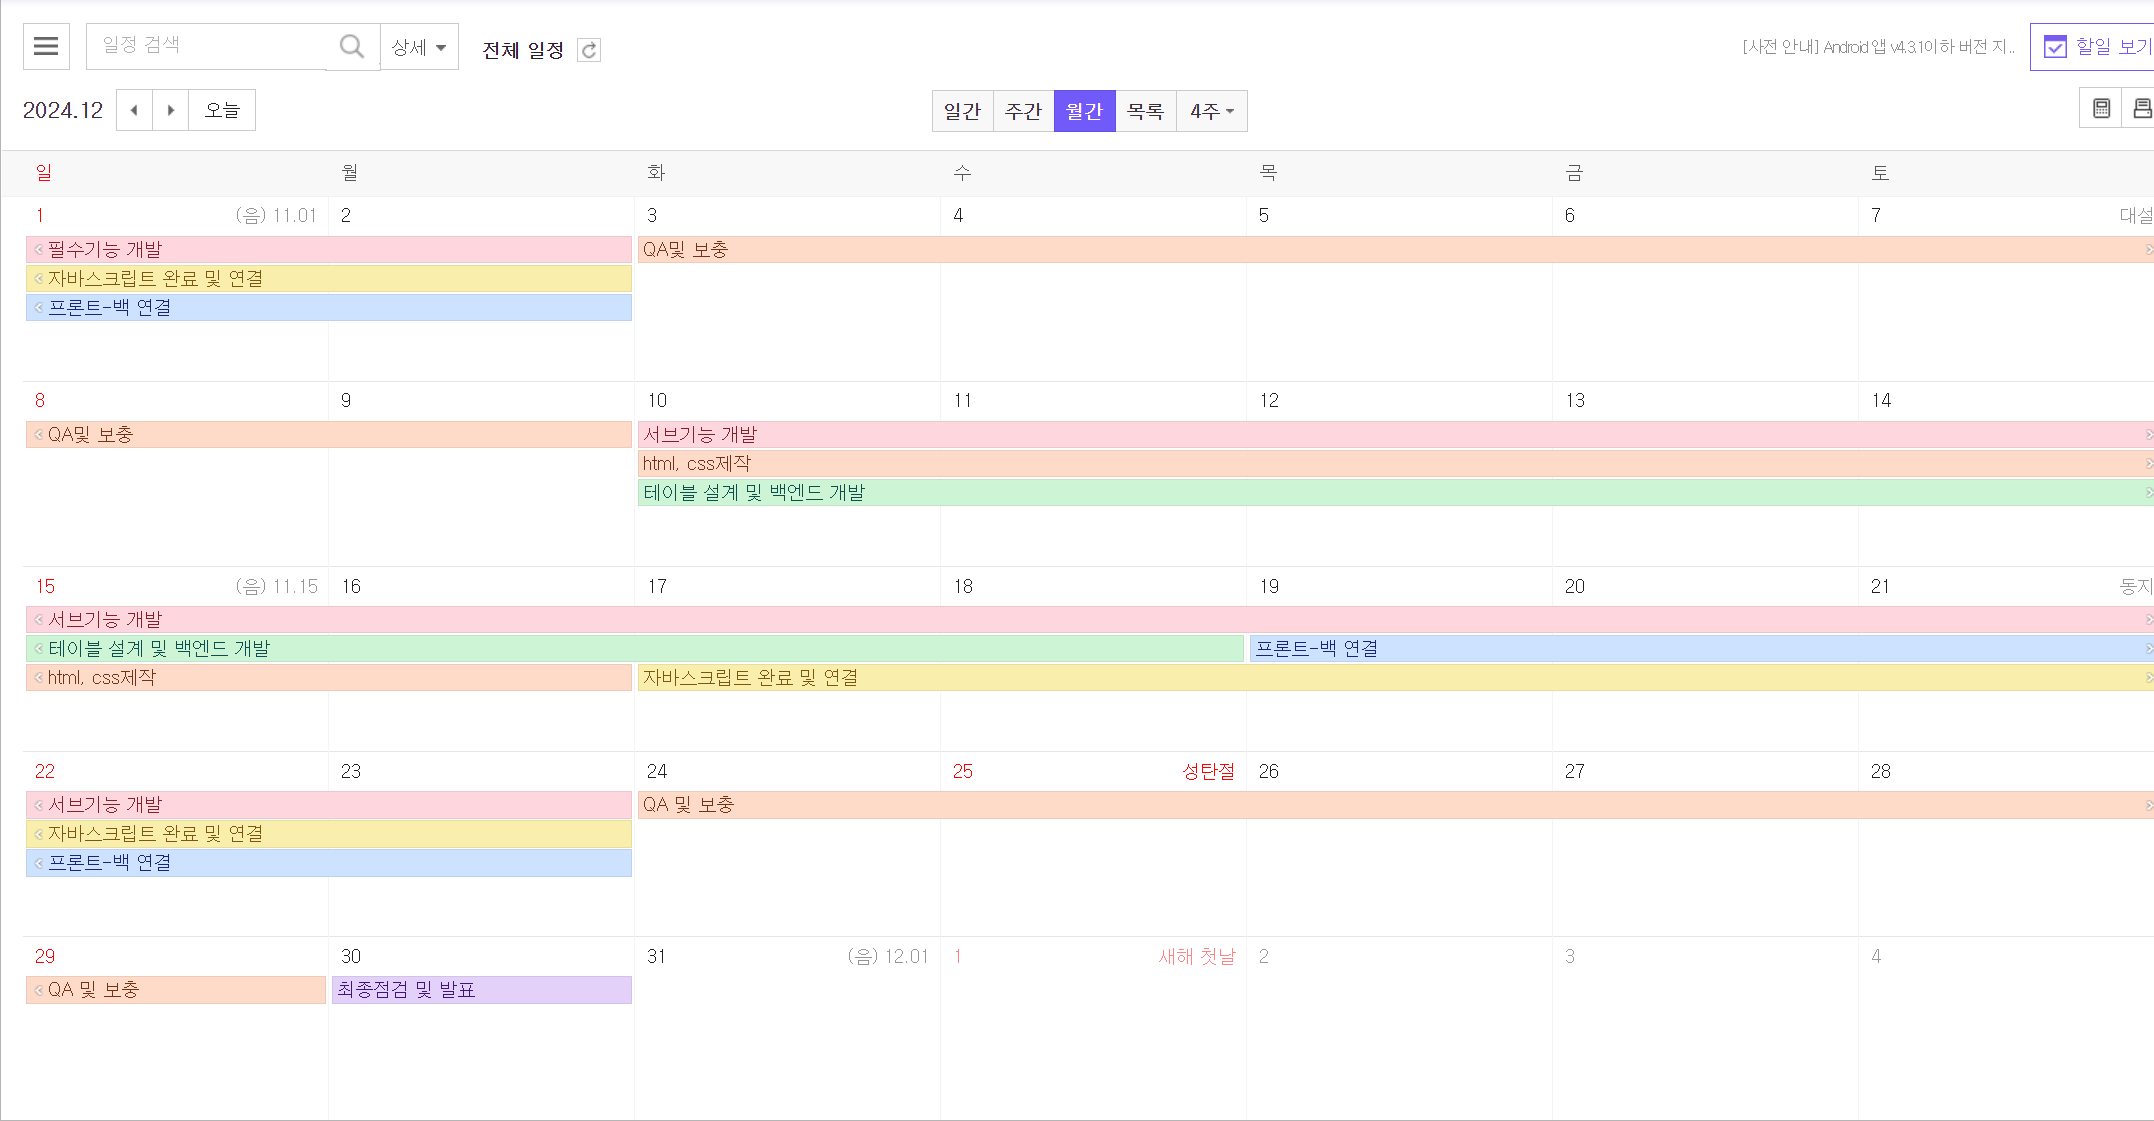 일정 검색 상세 전체 일정 [사전 안내] Android 앱 v4.3.1이하 버전 지.. 할일 보기
2024.12 오늘 일간 주간 월간 목록 4주
일 월 화 수 목 금 토
1 (음) 11.01 2 3 4 5 6 7 대설
필수기능 개발 QA및 보충
자바스크립트 완료 및 연결
프론트-백 연결
8 9 10 11 12 13 14
QA및 보충 서브기능 개발
html, css제작
테이블 설계 및 백엔드 개발
15 (음) 11.15 16 17 18 19 20 21 동지
서브기능 개발
테이블 설계 및 백엔드 개발 프론트-백 연결
html, css제작 자바스크립트 완료 및 연결
22 23 24 25 성탄절 26 27 28
서브기능 개발 QA 및 보충
자바스크립트 완료 및 연결
프론트-백 연결
29 30 31 (음) 12.01 1 새해 첫날 2 3 4
QA 및 보충 최종점검 및 발표